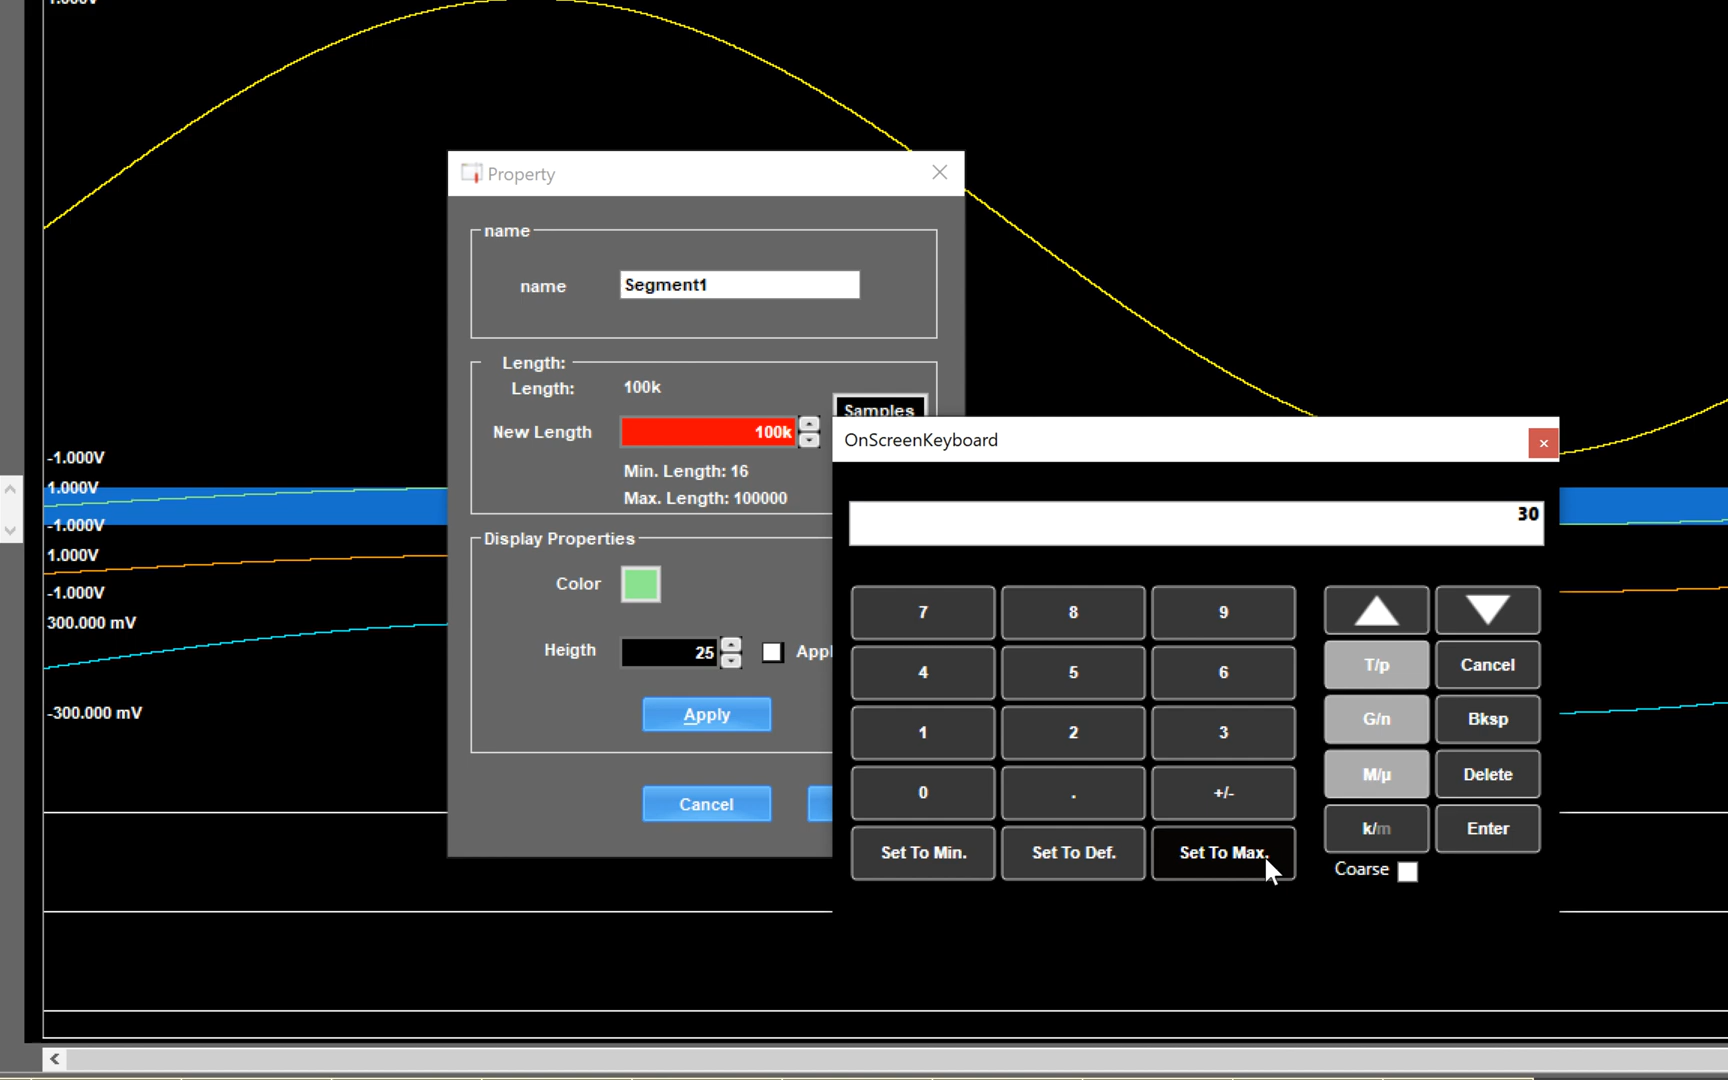 1.000V
Property
name
name
Segment1
Length:
Length:
100k
Samples
New Length
100k
Min. Length: 16
Max. Length: 100000
Display Properties
Color
Heigth
25
Appl
Apply
Cancel
OnScreenKeyboard
30
7 8 9
T/p Cancel
4 5 6
G/n Bksp
1 2 3
M/µ Delete
0 . +/-
k/m Enter
Set To Min. Set To Def. Set To Max.
Coarse
-1.000V
1.000V
-1.000V
1.000V
-1.000V
300.000 mV
-300.000 mV